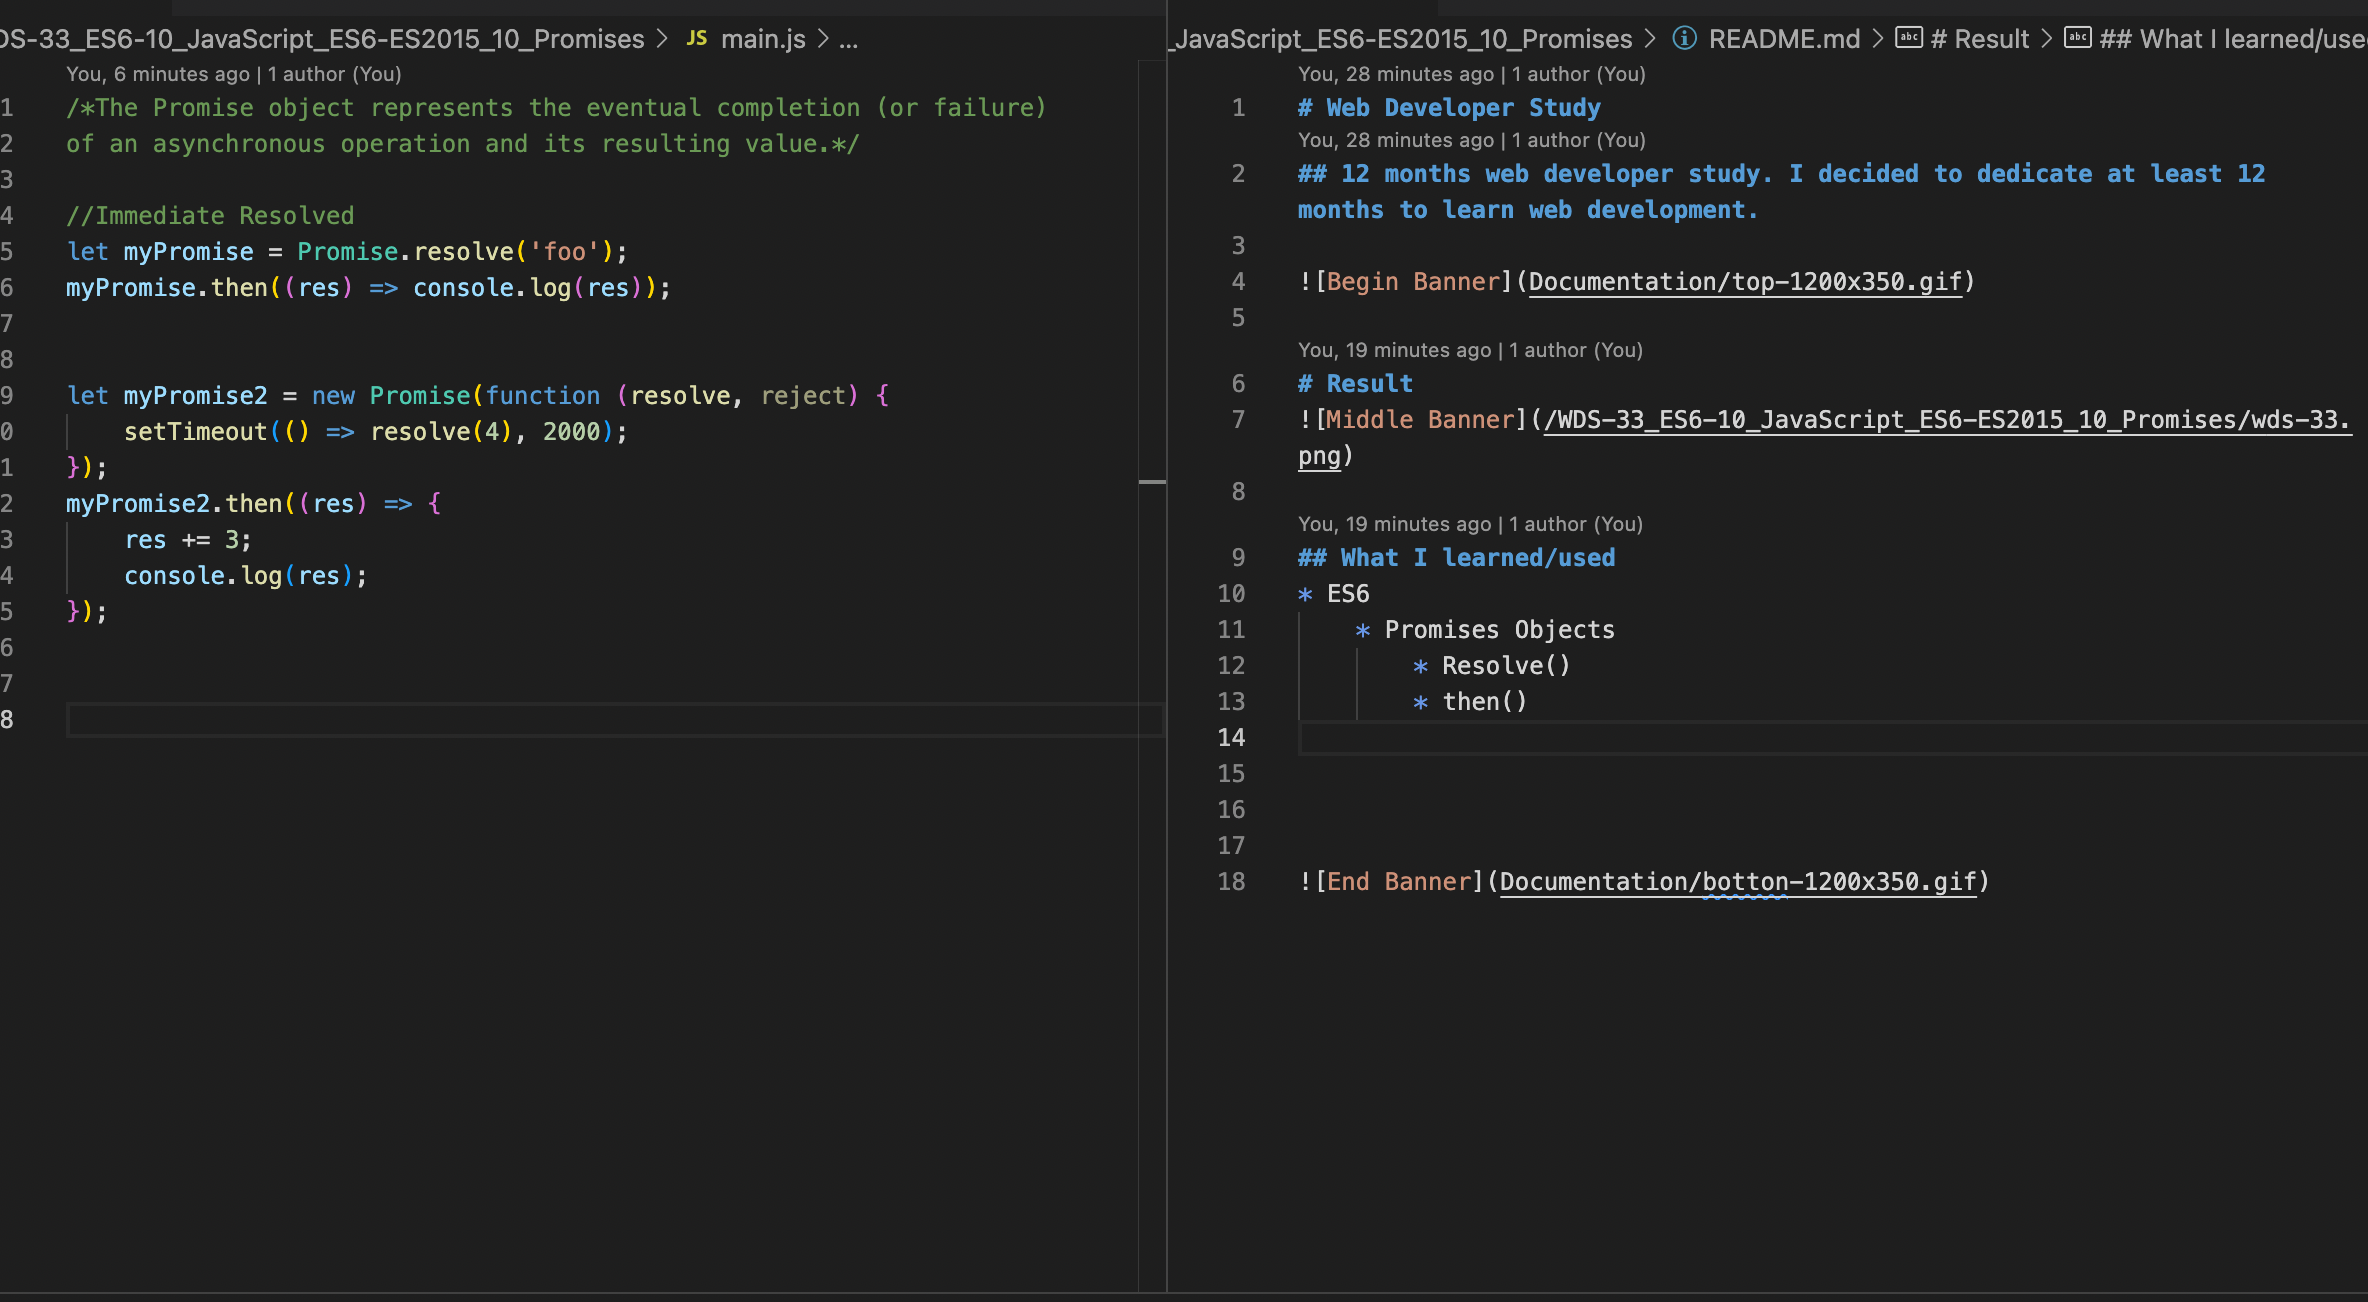 DS-33_ES6-10_JavaScript_ES6-ES2015_10_Promises > JS main.js > ...
You, 6 minutes ago | 1 author (You)
1 /*The Promise object represents the eventual completion (or failure)
2 of an asynchronous operation and its resulting value.*/
3
4 //Immediate Resolved
5 let myPromise = Promise.resolve('foo');
6 myPromise.then((res) => console.log(res));
7
8
9 let myPromise2 = new Promise(function (resolve, reject) {
0     setTimeout(() => resolve(4), 2000);
1 });
2 myPromise2.then((res) => {
3     res += 3;
4     console.log(res);
5 });
6
7
8
_JavaScript_ES6-ES2015_10_Promises > README.md > abc # Result > abc ## What I learned/use
You, 28 minutes ago | 1 author (You)
1 # Web Developer Study
You, 28 minutes ago | 1 author (You)
2 ## 12 months web developer study. I decided to dedicate at least 12
months to learn web development.
3
4 ![Begin Banner](Documentation/top-1200x350.gif)
5
You, 19 minutes ago | 1 author (You)
6 # Result
7 ![Middle Banner](/WDS-33_ES6-10_JavaScript_ES6-ES2015_10_Promises/wds-33.
png)
8
You, 19 minutes ago | 1 author (You)
9 ## What I learned/used
10 * ES6
11     * Promises Objects
12         * Resolve()
13         * then()
14
15
16
17
18 ![End Banner](Documentation/botton-1200x350.gif)